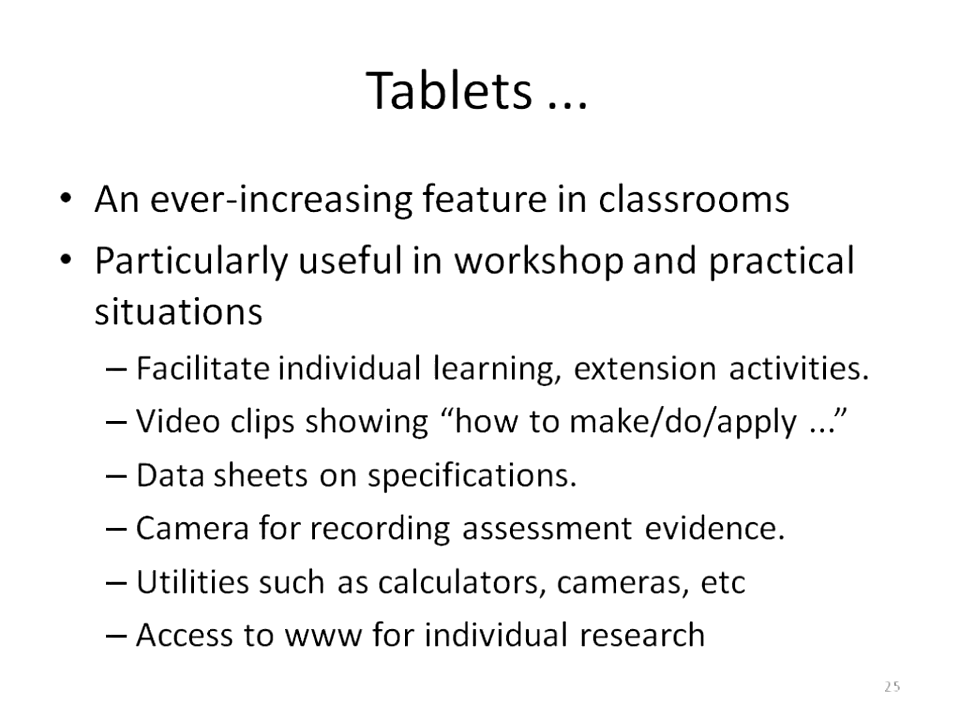 Tablets ...
• An ever-increasing feature in classrooms
• Particularly useful in workshop and practical
situations
– Facilitate individual learning, extension activities.
– Video clips showing “how to make/do/apply ...”
– Data sheets on specifications.
– Camera for recording assessment evidence.
– Utilities such as calculators, cameras, etc
– Access to www for individual research
25